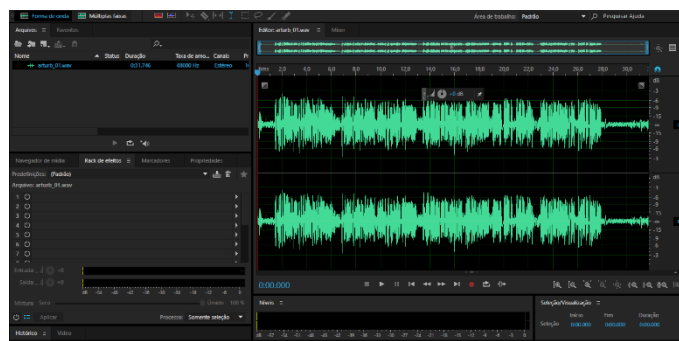 Forma de onda Múltiplas faixas Área de trabalho: Padrão Pesquisar Ajuda
Arquivos Favoritos
Editor: arturb_01.wav Mixer
Nome Status Duração Taxa de amo... Canais
arturb_01.wav 0:31.746 48000 Hz Estéreo
hms 2,0 4,0 6,0 8,0 10,0 12,0 14,0 16,0 18,0 20,0 22,0 24,0 26,0 28,0 30,0
dB
+0 dB
Navegador de mídia Rack de efeitos Marcadores Propriedades
Predefinições: (Padrão)
Arquivo: arturb_01.wav
1
2
3
4
5
6
7
Entrada: +0
Saída: +0
dB
Mistura: Seco Úmido 100 %
Aplicar Processo: Somente seleção
Histórico Vídeo
0:00.000
Níveis
dB
Seleção/Visualização
Início Fim Duração
Seleção 0:00.000 0:00.000 0:00.000